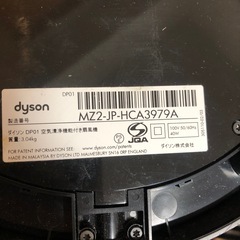 dyson
DP01
製造番号
MZ2-JP-HCA3979A
ダイソン DP01 空気清浄機能付き扇風機
質量: 3.04kg
JQA
100V 50/60Hz
40W
FOR PATENT INFORMATION SEE: www.dyson.com/patents
MADE IN MALAYSIA BY DYSON LTD MALMESBURY SN16 0RP ENGLAND
ダイソン株式会社